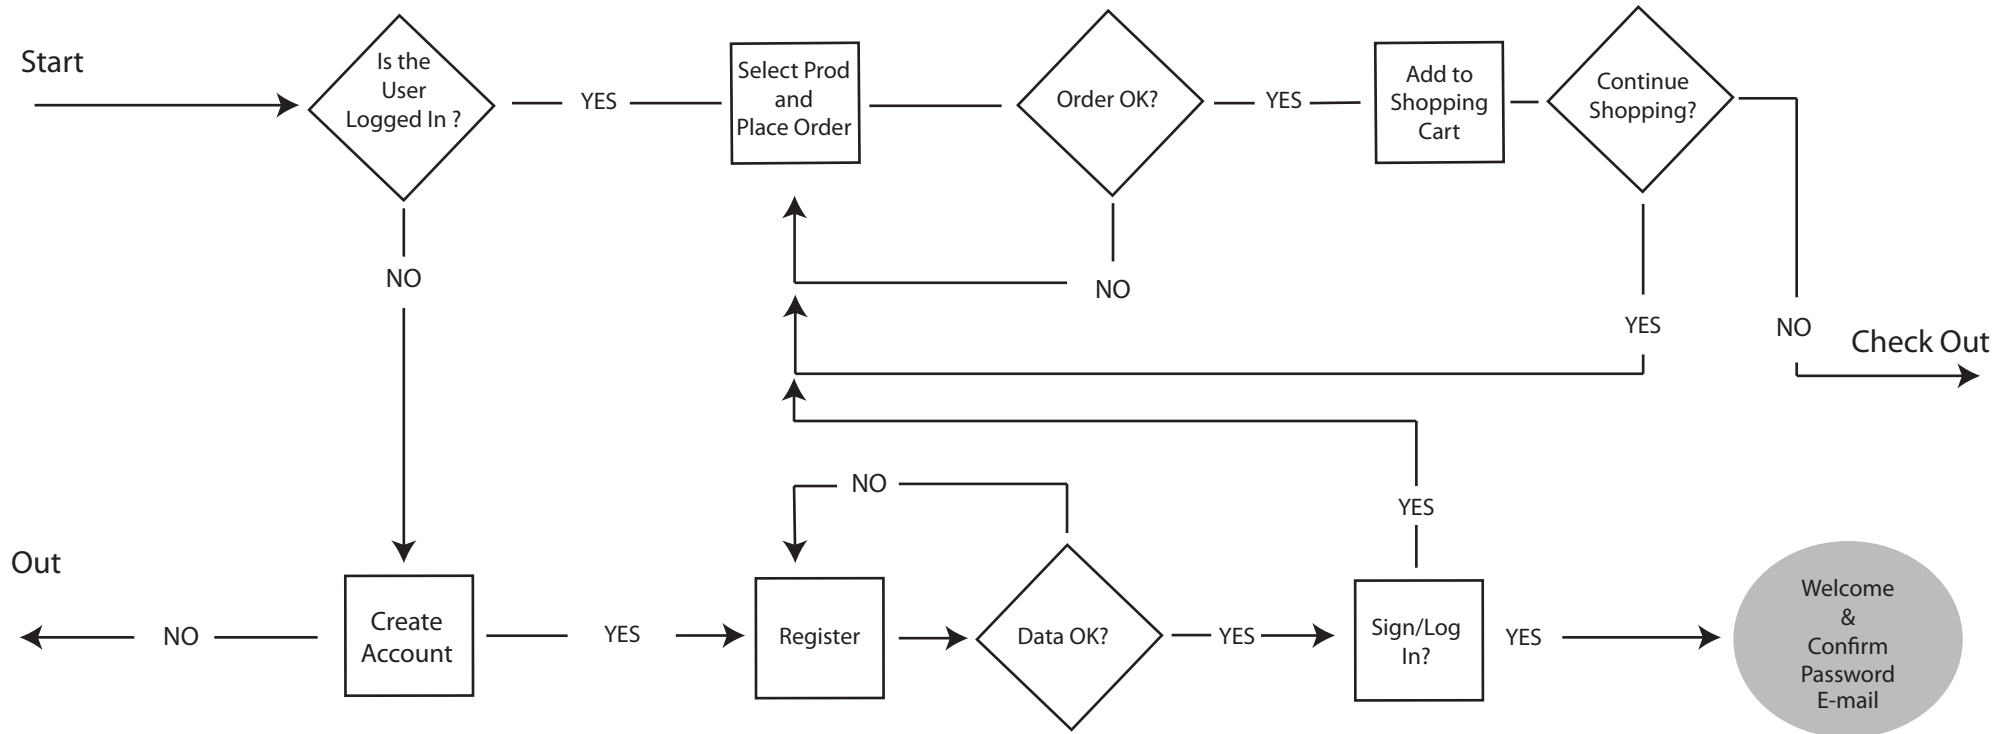 Start
Is the
User
Logged In ?
YES
Select Prod
and
Place Order
Order OK?
YES
Add to
Shopping
Cart
Continue
Shopping?
NO
NO
YES
NO
Check Out
YES
NO
Out
NO
Create
Account
YES
Register
Data OK?
YES
Sign/Log
In?
YES
Welcome
&
Confirm
Password
E-mail